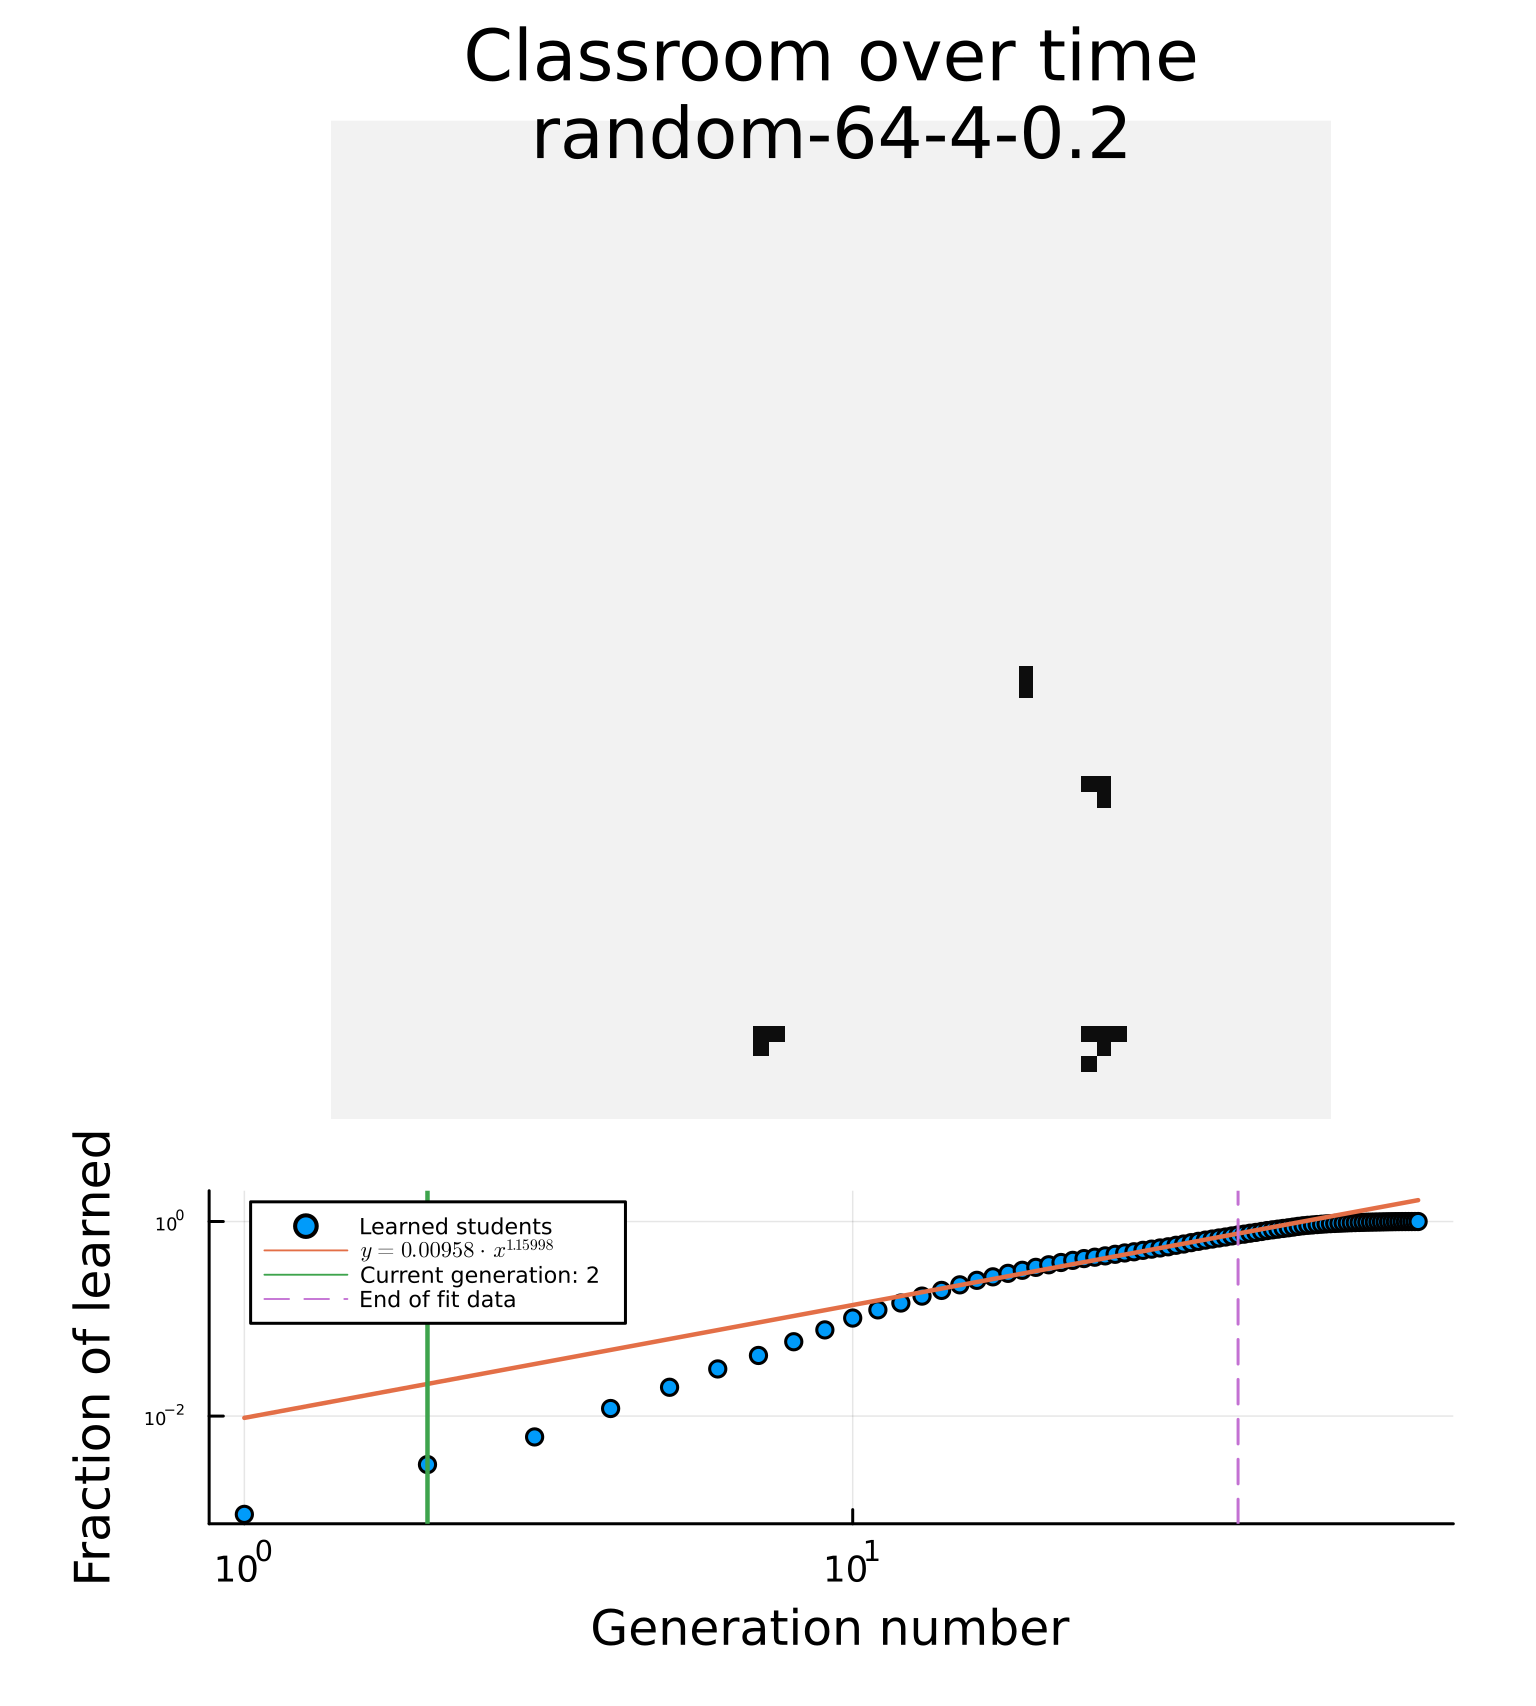 Classroom over time
random-64-4-0.2
Fraction of learned
10^0
10^−2
Learned students
y = 0.00958 · x^1.15998
Current generation: 2
End of fit data
10^0
10^1
Generation number